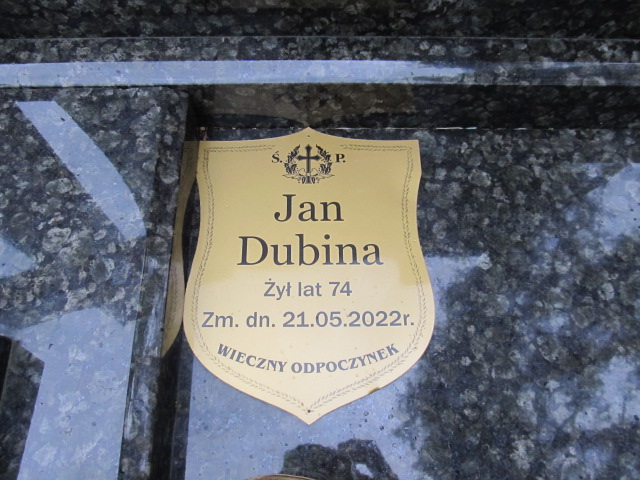 Ś. P.
Jan
Dubina
Żył lat 74
Zm. dn. 21.05.2022r.
WIECZNY ODPOCZYNEK